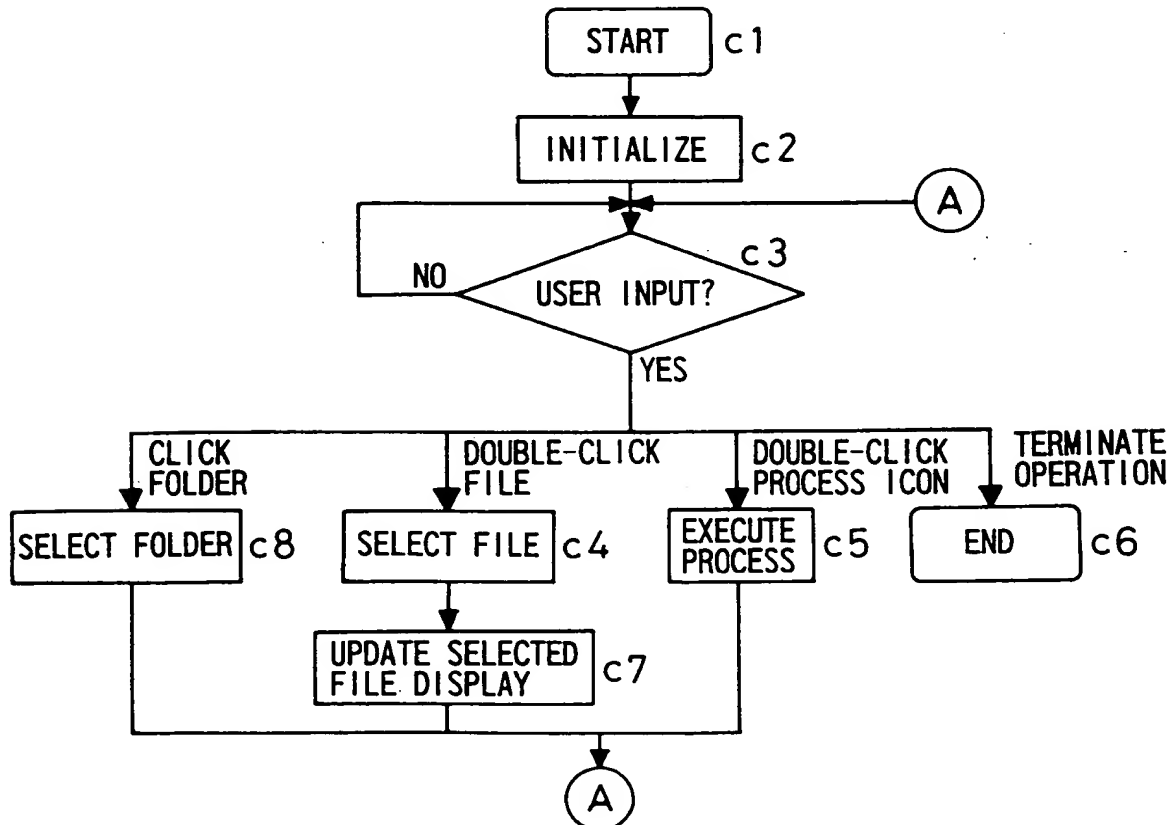 START c1
INITIALIZE c2
A
c3
NO
USER INPUT?
YES
CLICK
FOLDER
DOUBLE-CLICK
FILE
DOUBLE-CLICK
PROCESS ICON
TERMINATE
OPERATION
SELECT FOLDER c8
SELECT FILE c4
EXECUTE
PROCESS
c5
END c6
UPDATE SELECTED
FILE DISPLAY
c7
A